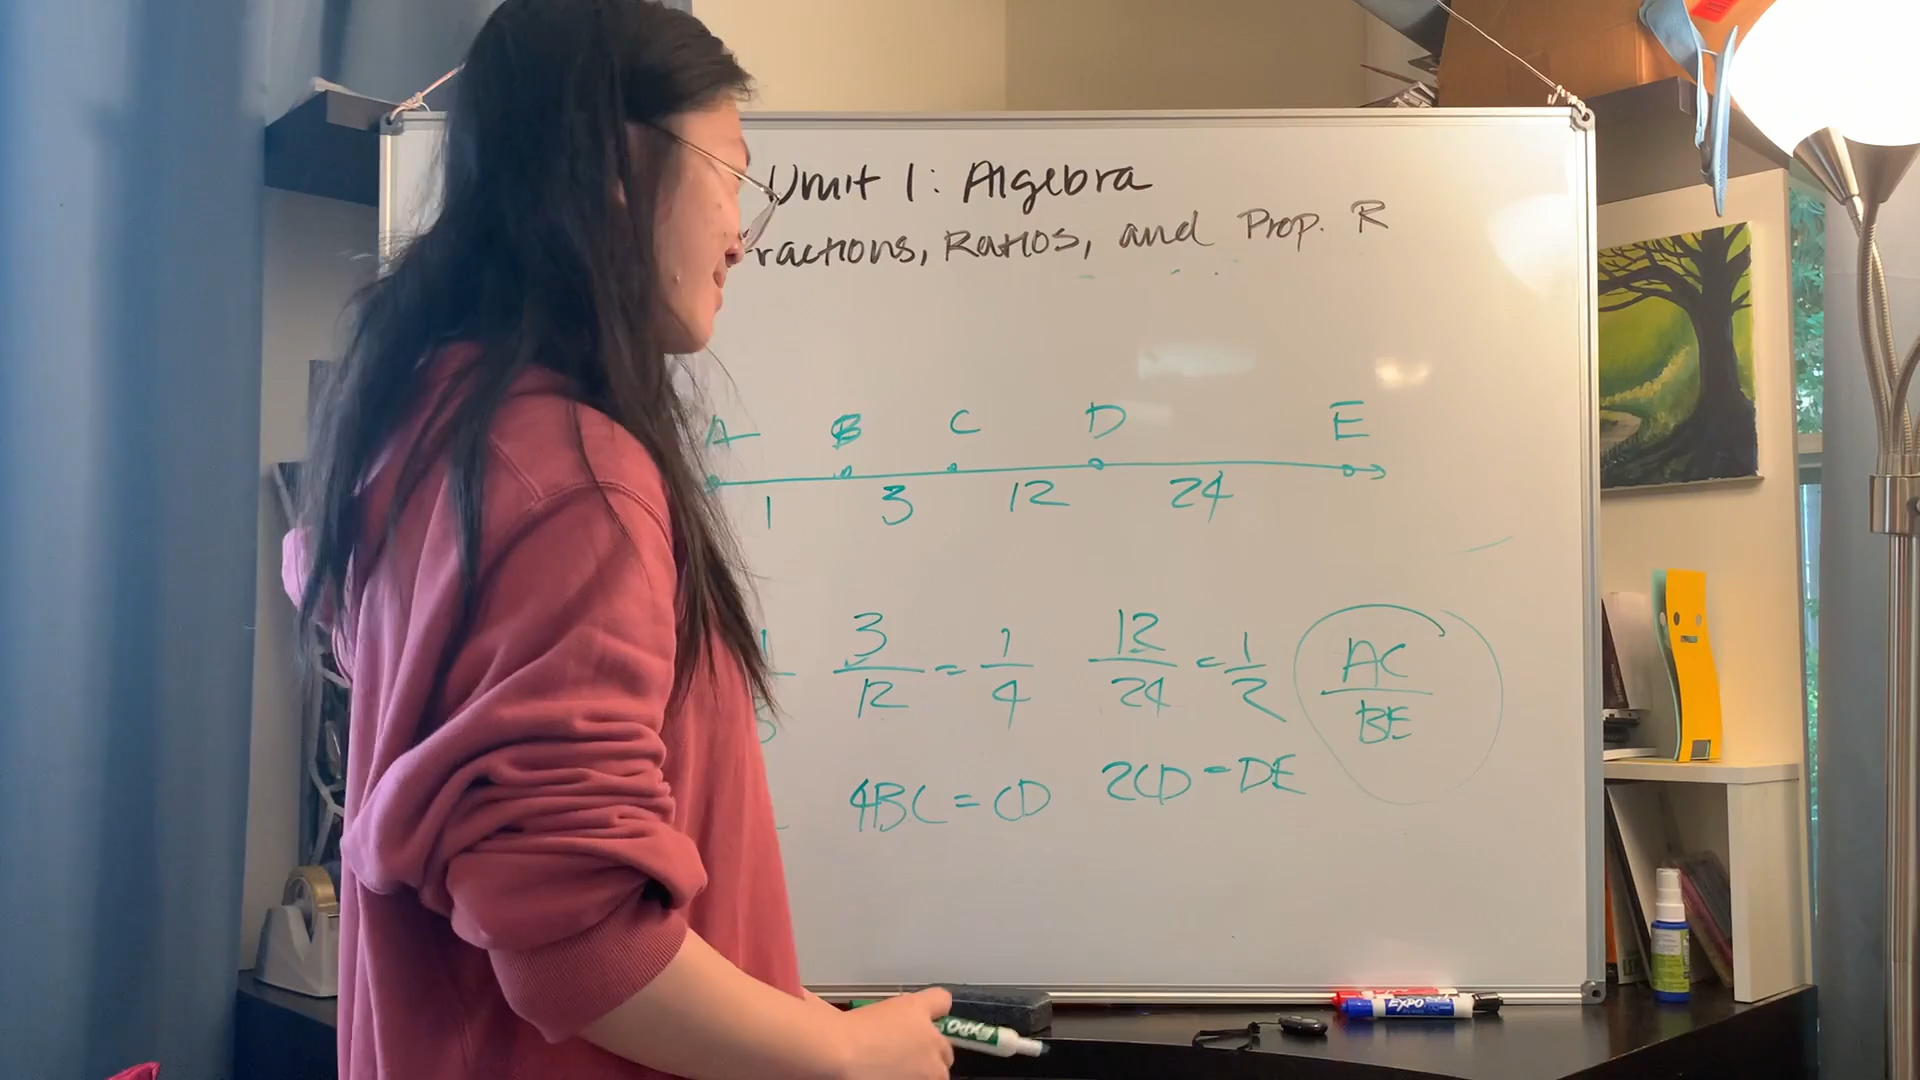 Unit 1: Algebra
ractions, Ratios, and Prop. R
A B C D E
1 3 12 24
3/12 = 1/4 12/24 = 1/2 AC/BE
4BC = CD 2CD = DE
EXPO
EXPO